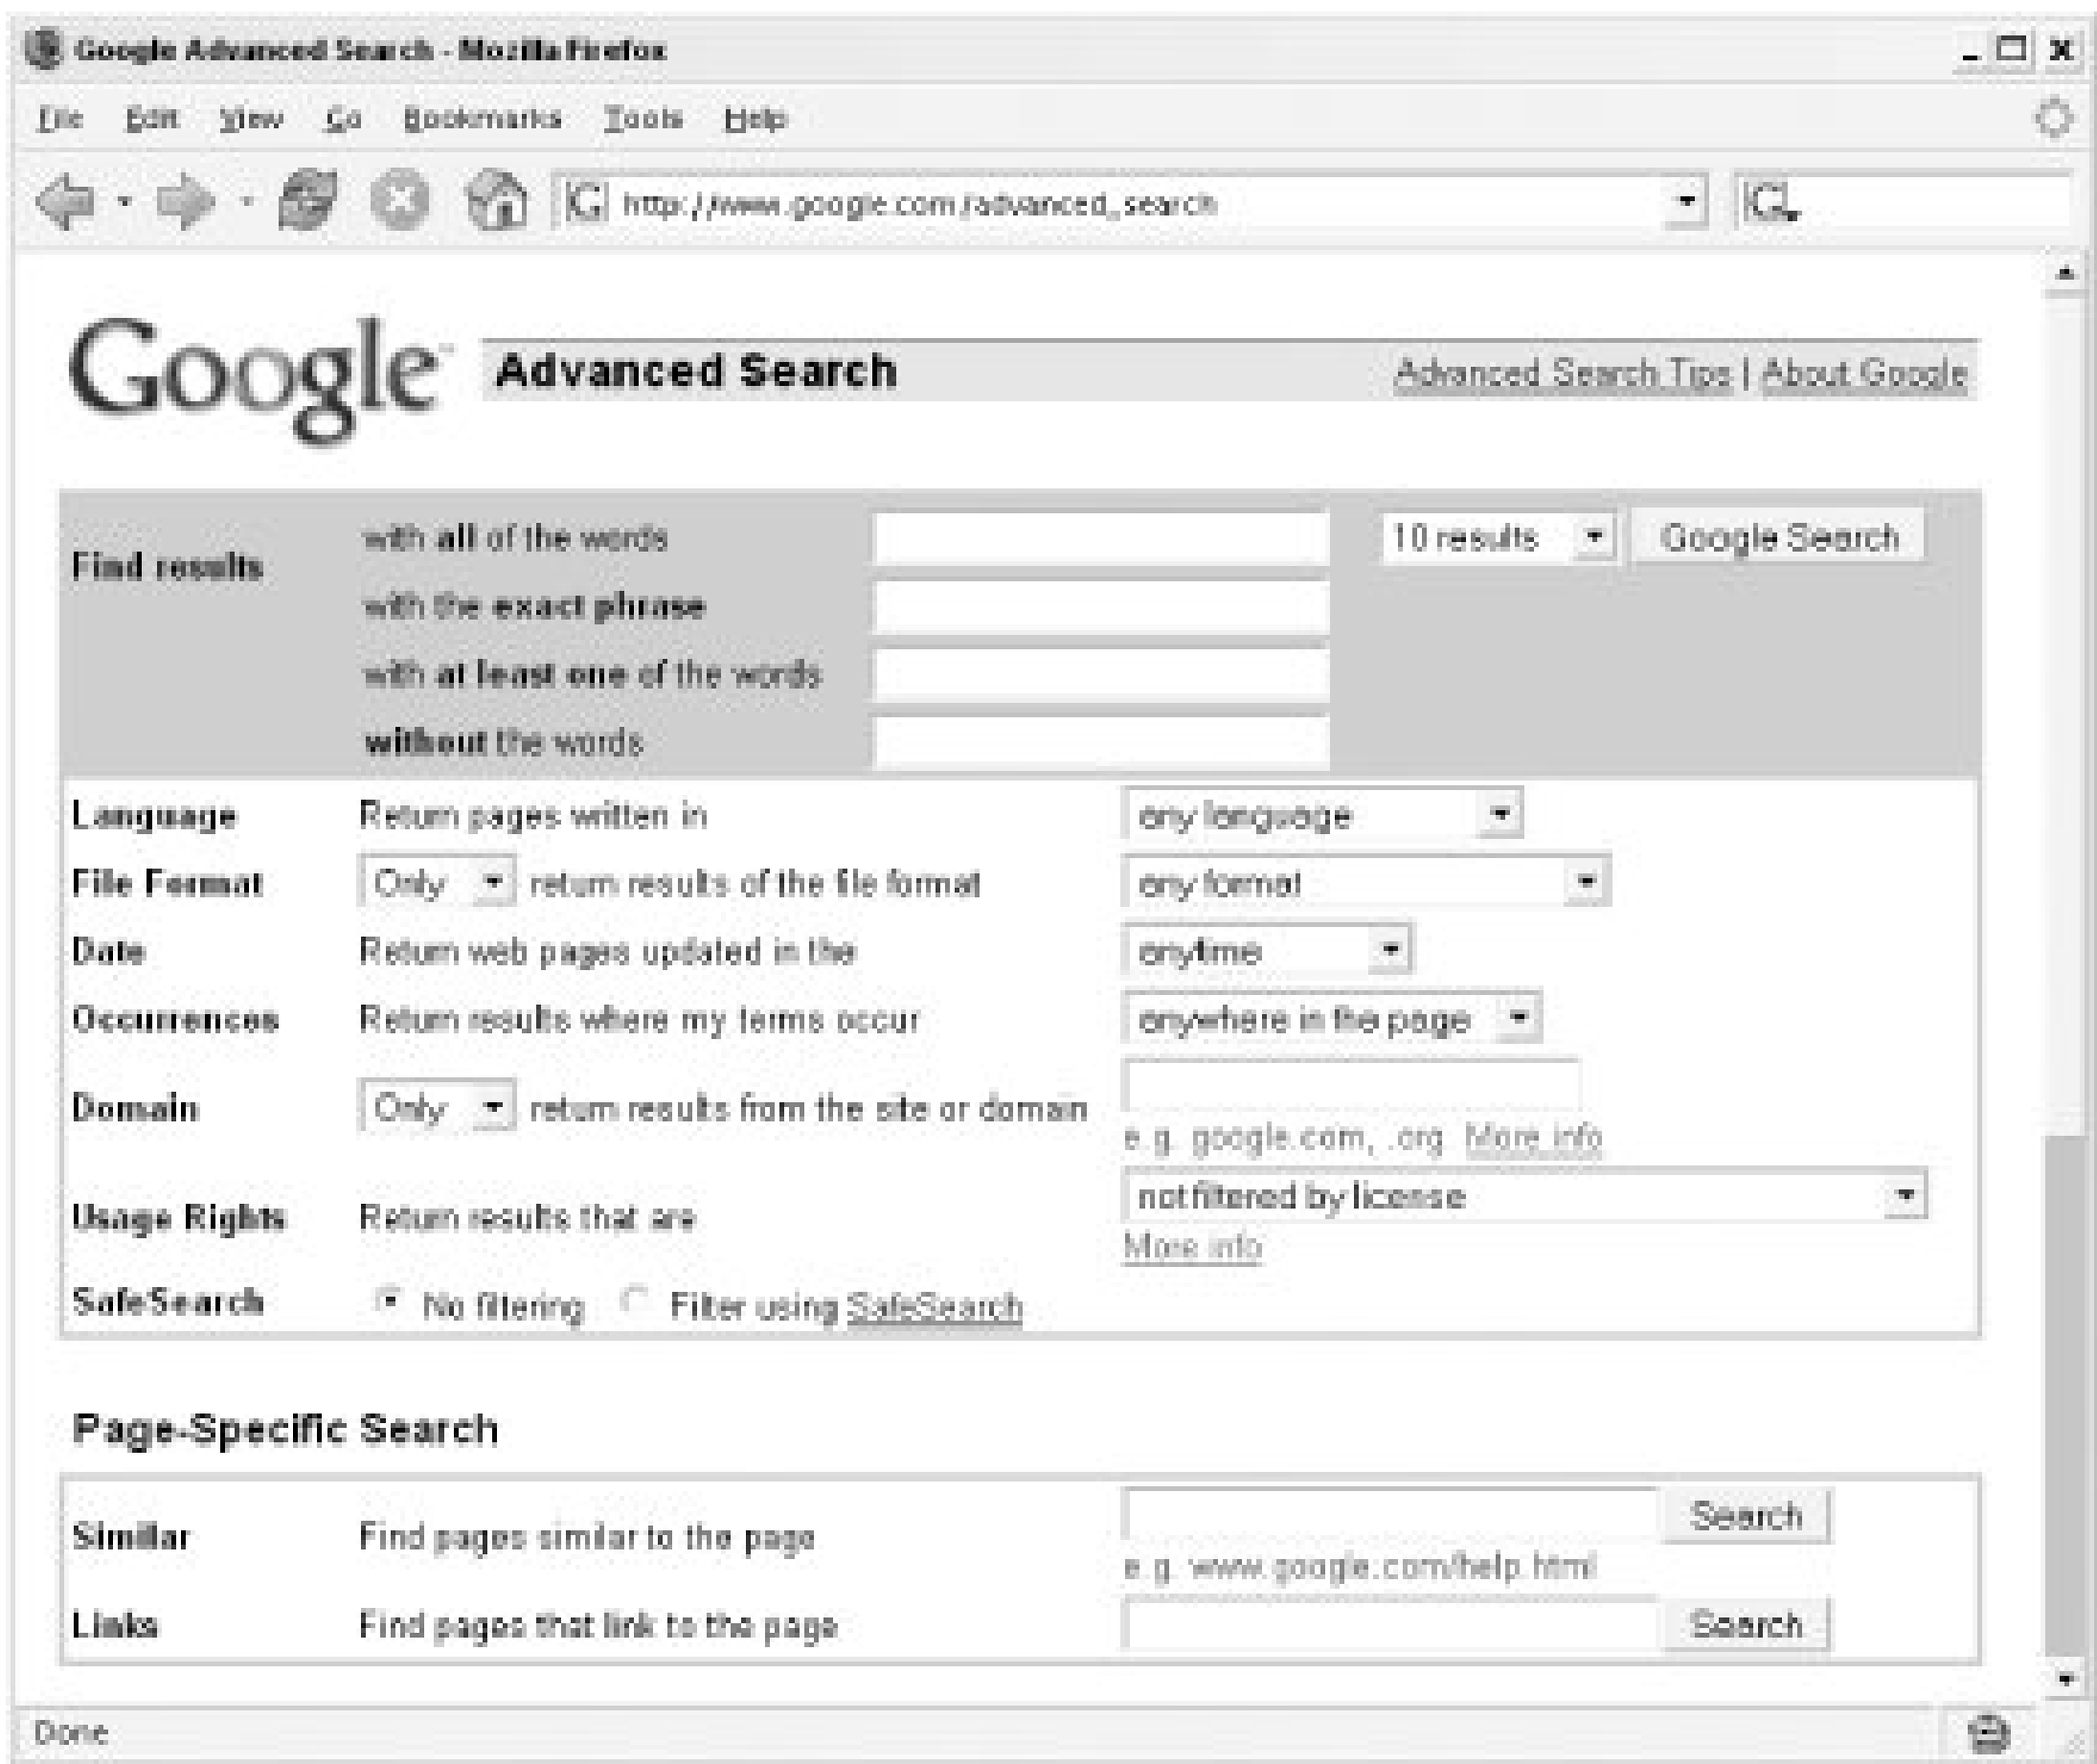 Google Advanced Search - Mozilla Firefox
File Edit View Go Bookmarks Tools Help
http://www.google.com/advanced_search
Google™ Advanced Search Advanced Search Tips | About Google
Find results with all of the words 10 results Google Search
with the exact phrase
with at least one of the words
without the words
Language Return pages written in any language
File Format Only return results of the file format any format
Date Return web pages updated in the anytime
Occurrences Return results where my terms occur anywhere in the page
Domain Only return results from the site or domain
e.g. google.com, .org More info
Usage Rights Return results that are not filtered by license
More info
SafeSearch No filtering Filter using SafeSearch
Page-Specific Search
Similar Find pages similar to the page Search
e.g. www.google.com/help.html
Links Find pages that link to the page Search
Done